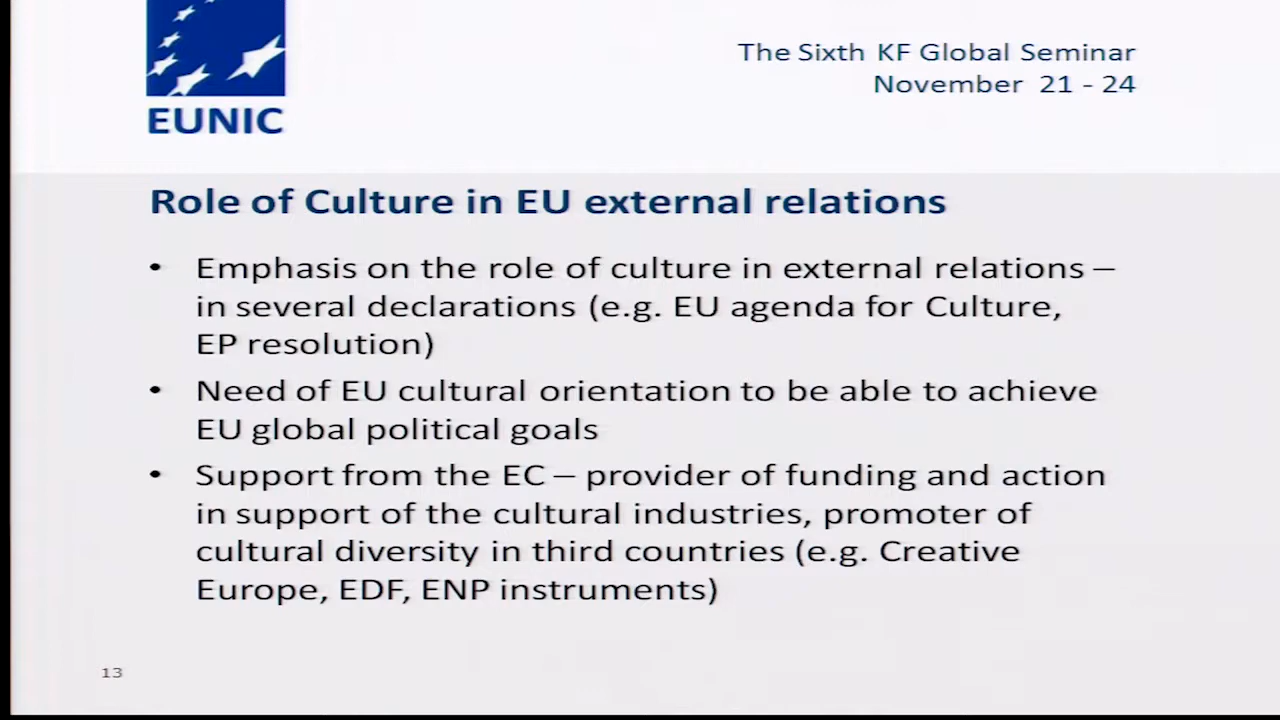 The Sixth KF Global Seminar
November 21 - 24
EUNIC
Role of Culture in EU external relations
• Emphasis on the role of culture in external relations –
in several declarations (e.g. EU agenda for Culture,
EP resolution)
• Need of EU cultural orientation to be able to achieve
EU global political goals
• Support from the EC – provider of funding and action
in support of the cultural industries, promoter of
cultural diversity in third countries (e.g. Creative
Europe, EDF, ENP instruments)
13